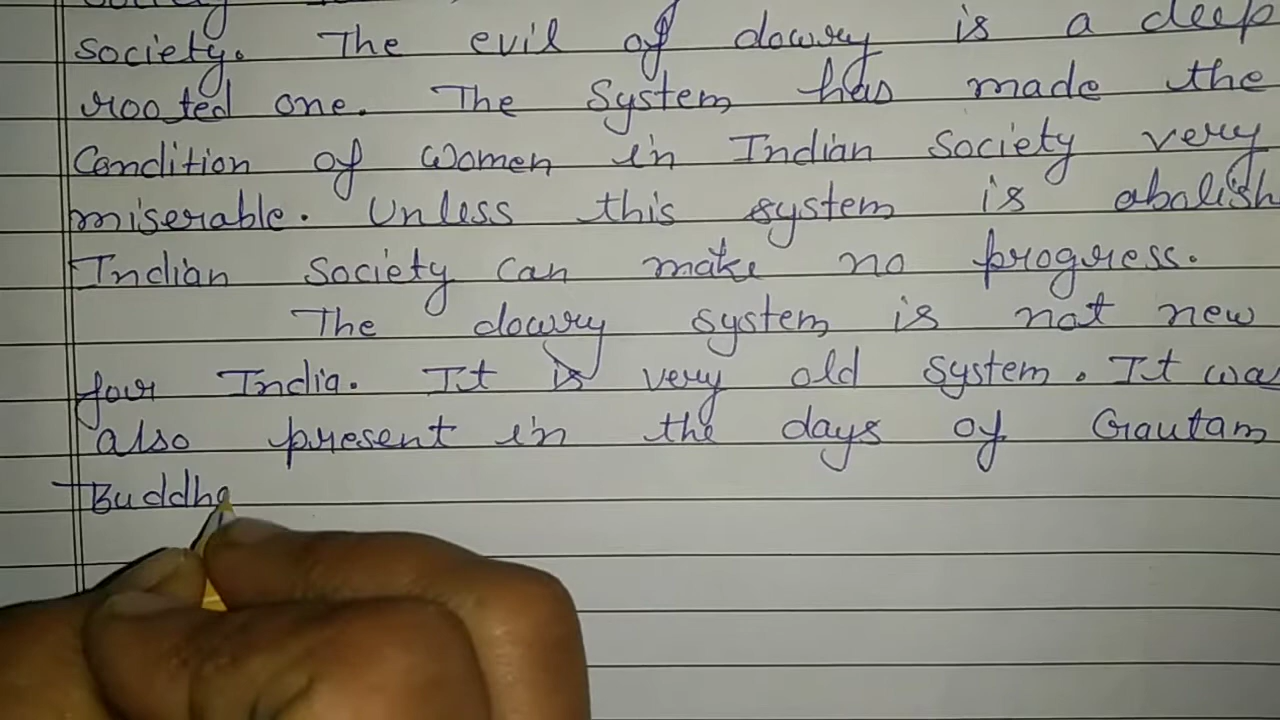 society. The evil of dowry is a deep
rooted one. The System has made the
Condition of women in Indian Society very
miserable. Unless this system is abolish
Indian Society can make no progress.
The dowry system is not new
for India. It is very old system. It was
also present in the days of Gautam
Buddha